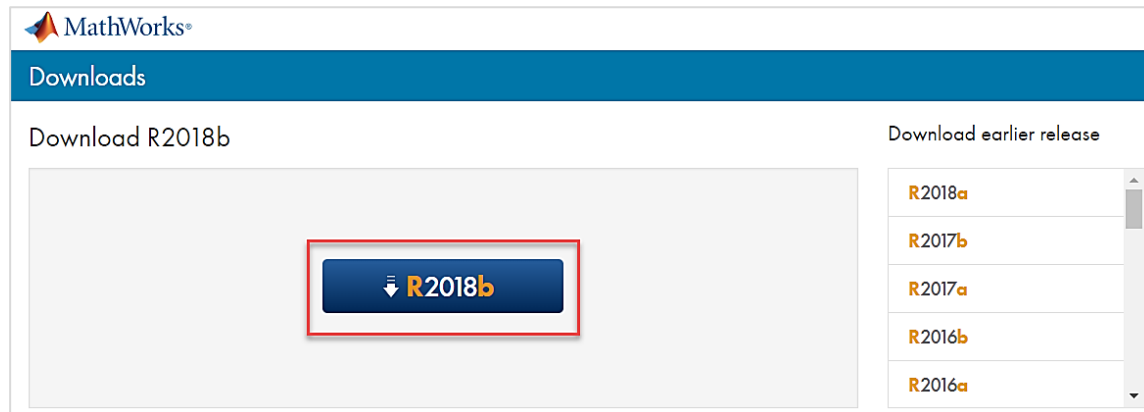 MathWorks®
Downloads
Download R2018b
R2018b
Download earlier release
R2018a
R2017b
R2017a
R2016b
R2016a